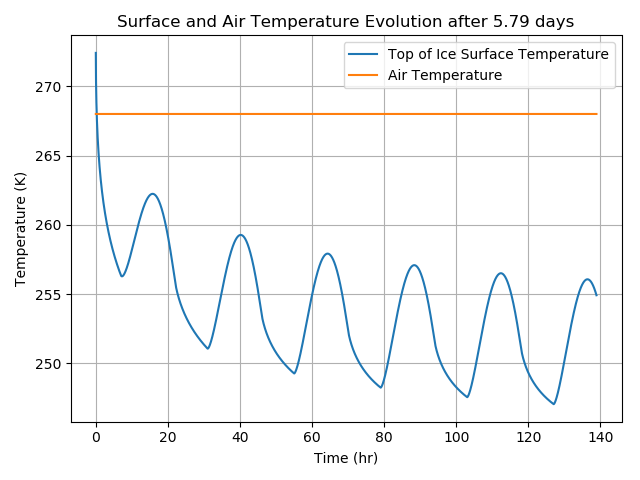 Surface and Air Temperature Evolution after 5.79 days
Top of Ice Surface Temperature
Air Temperature
270
265
260
255
250
Temperature (K)
0 20 40 60 80 100 120 140
Time (hr)